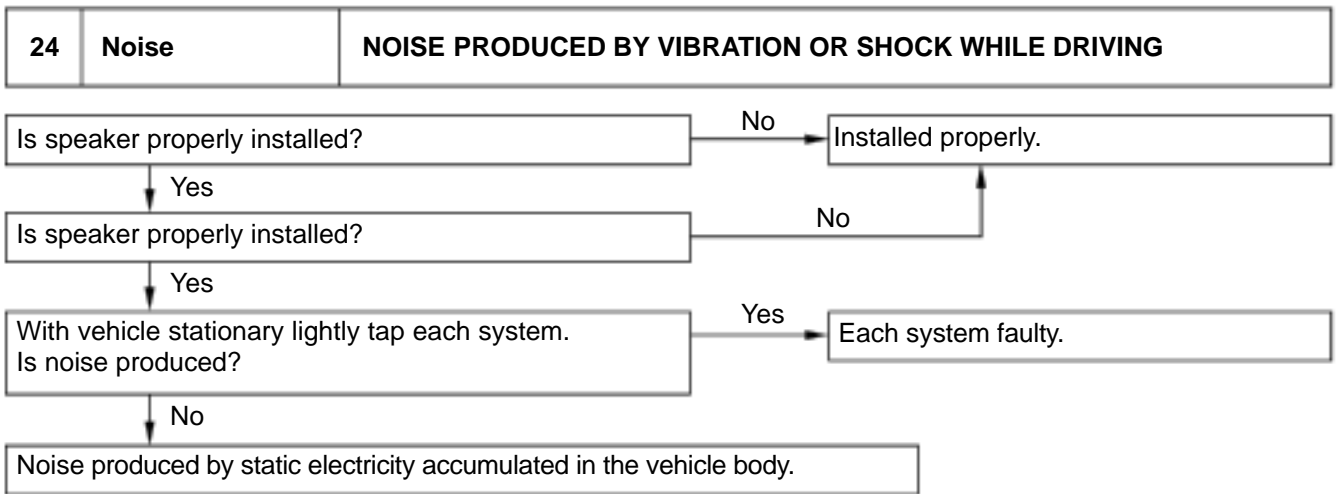 24 Noise NOISE PRODUCED BY VIBRATION OR SHOCK WHILE DRIVING
Is speaker properly installed?
No
Installed properly.
Yes
Is speaker properly installed?
No
Yes
With vehicle stationary lightly tap each system.
Is noise produced?
Yes
Each system faulty.
No
Noise produced by static electricity accumulated in the vehicle body.